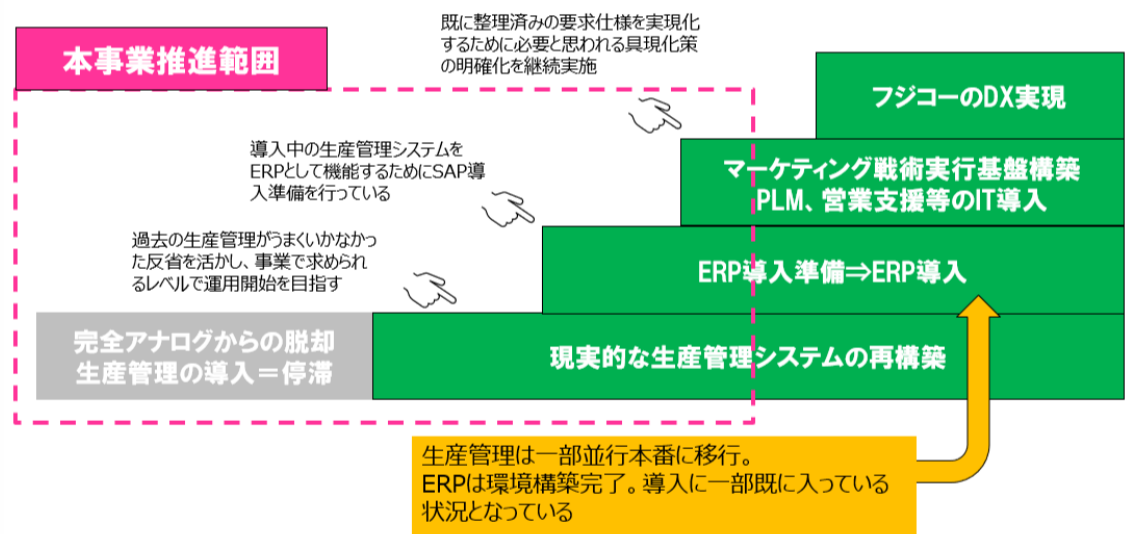 既に整理済みの要求仕様を実現化
するために必要と思われる具現化策
の明確化を継続実施
本事業推進範囲
フジコーのDX実現
導入中の生産管理システムを
ERPとして機能するためにSAP導
入準備を行っている
マーケティング戦術実行基盤構築
PLM、営業支援等のIT導入
過去の生産管理がうまくいかなかっ
た反省を活かし、事業で求められ
るレベルで運用開始を目指す
ERP導入準備⇒ERP導入
完全アナログからの脱却
生産管理の導入＝停滞
現実的な生産管理システムの再構築
生産管理は一部並行本番に移行。
ERPは環境構築完了。導入に一部既に入っている
状況となっている